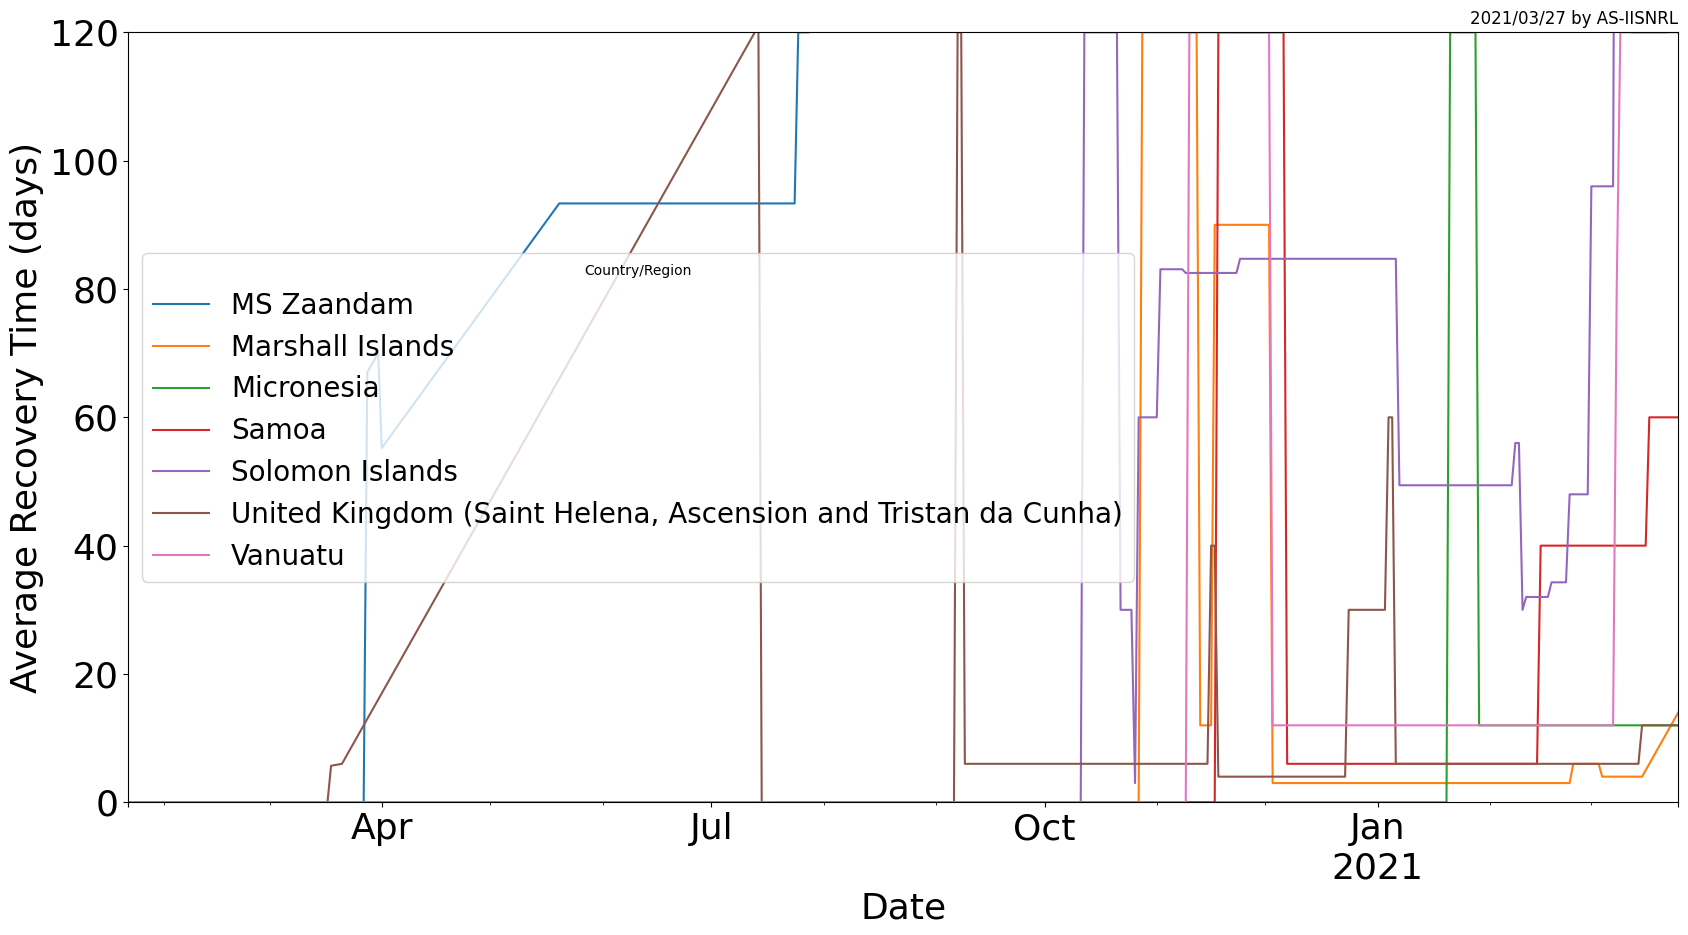 2021/03/27 by AS-IISNRL
120
100
80
60
40
20
0
Average Recovery Time (days)
Country/Region
MS Zaandam
Marshall Islands
Micronesia
Samoa
Solomon Islands
United Kingdom (Saint Helena, Ascension and Tristan da Cunha)
Vanuatu
Apr
Jul
Oct
Jan
2021
Date